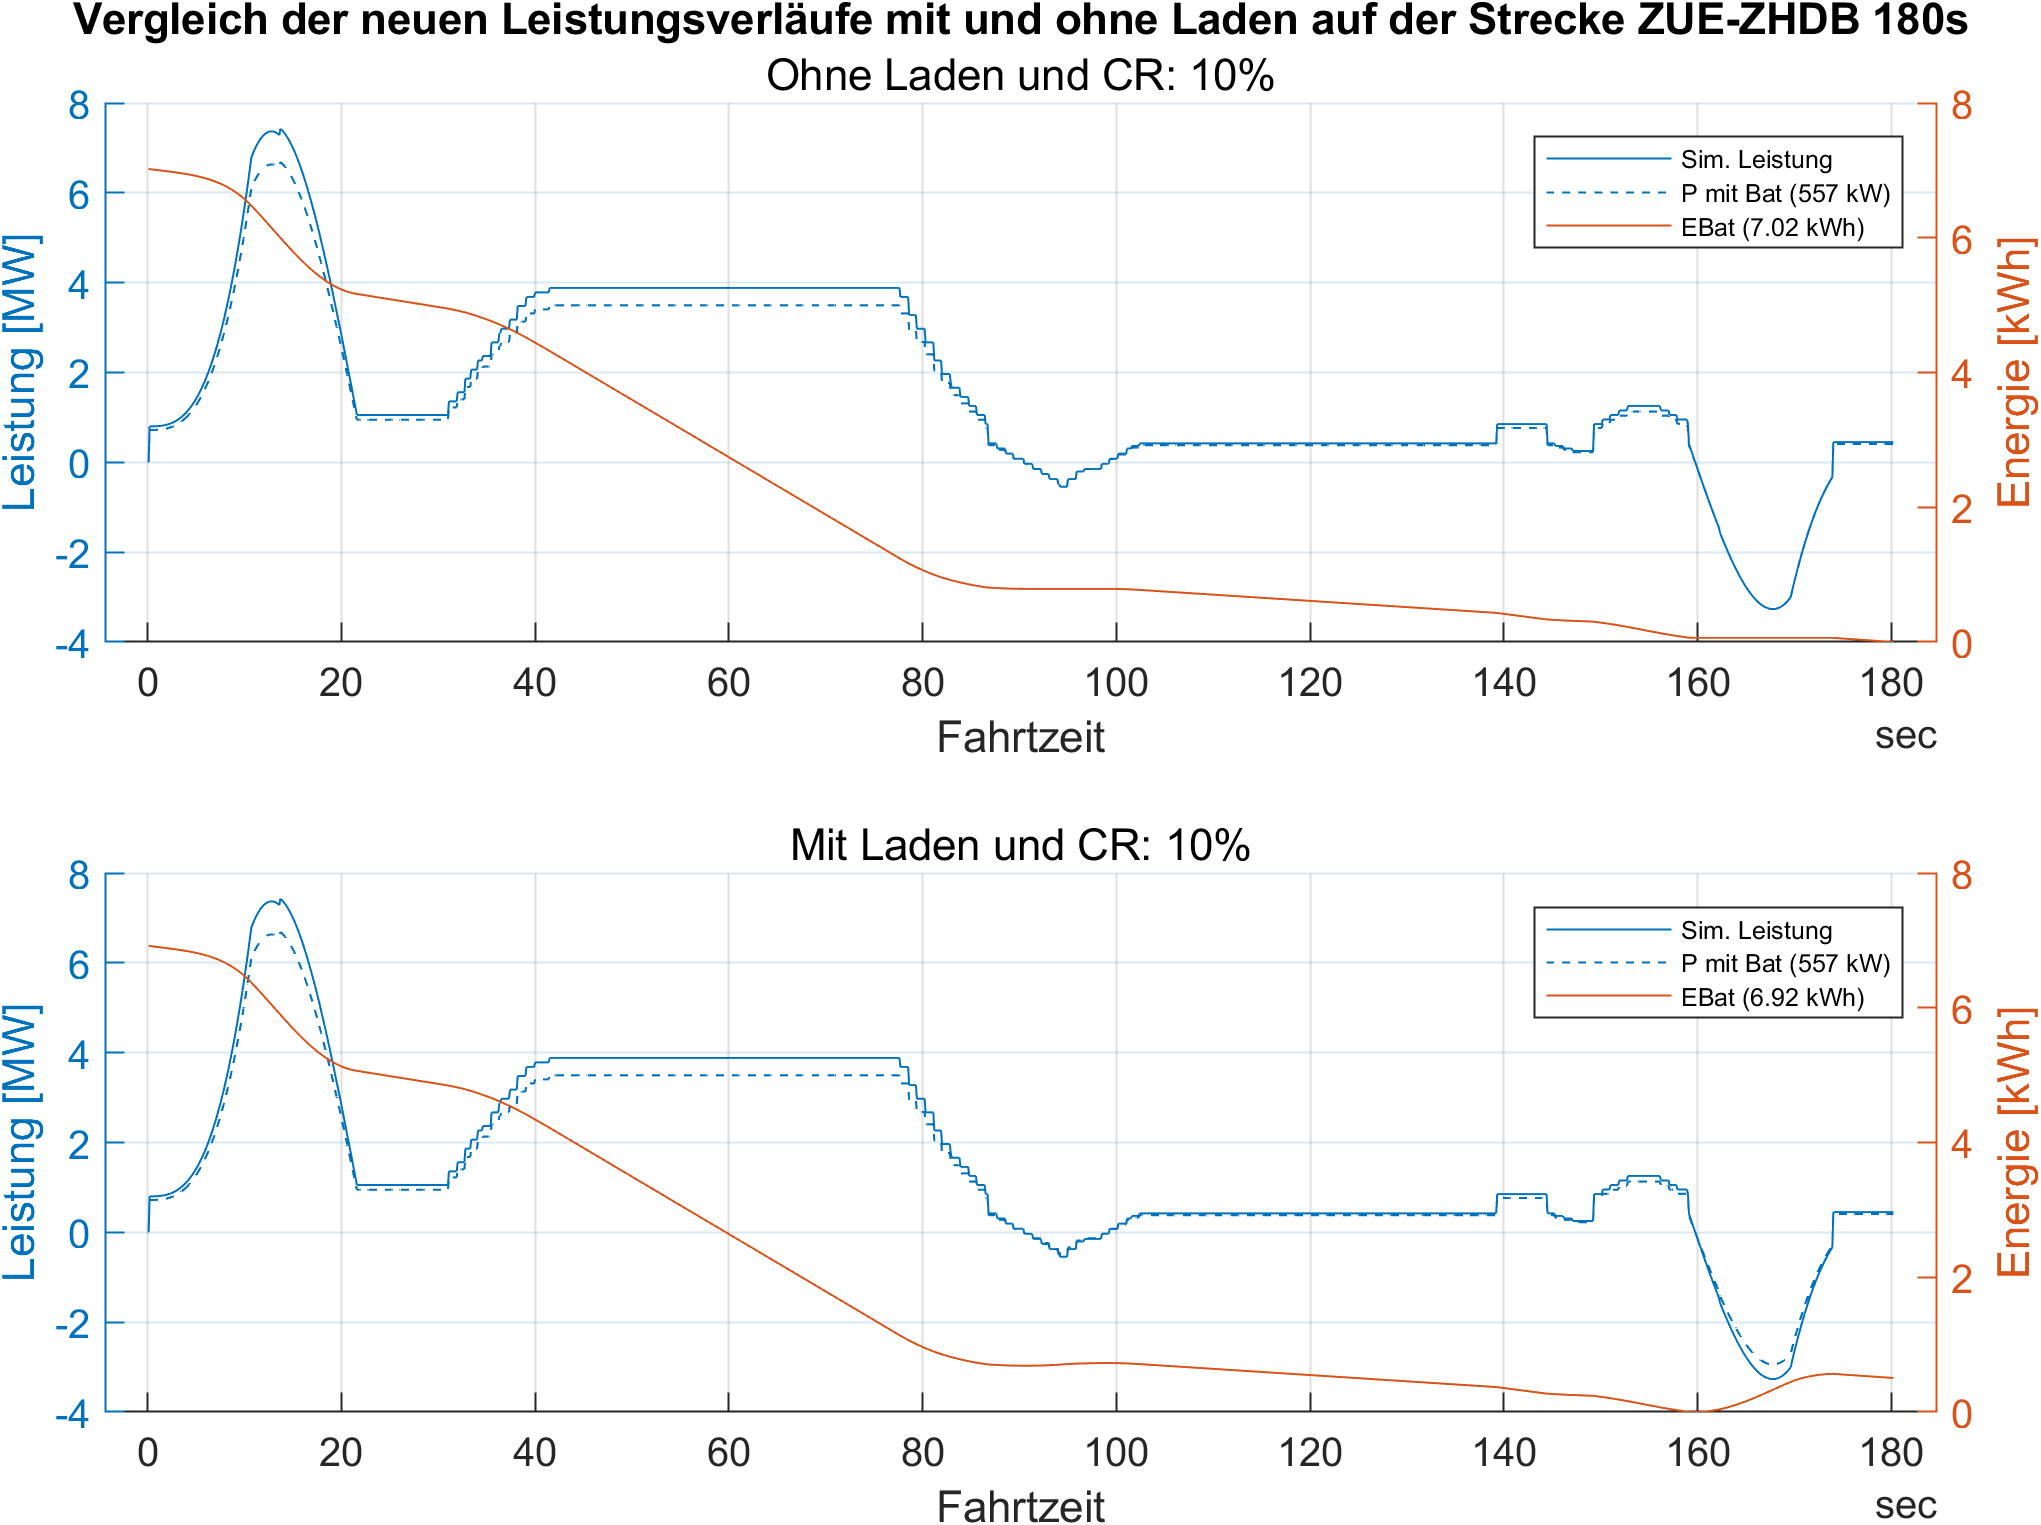 Vergleich der neuen Leistungsverläufe mit und ohne Laden auf der Strecke ZUE-ZHDB 180s
Ohne Laden und CR: 10%
8
6
4
2
0
-2
-4
Leistung [MW]
8
6
4
2
0
Energie [kWh]
Sim. Leistung
P mit Bat (557 kW)
EBat (7.02 kWh)
0 20 40 60 80 100 120 140 160 180
Fahrtzeit
sec
Mit Laden und CR: 10%
8
6
4
2
0
-2
-4
Leistung [MW]
8
6
4
2
0
Energie [kWh]
Sim. Leistung
P mit Bat (557 kW)
EBat (6.92 kWh)
0 20 40 60 80 100 120 140 160 180
Fahrtzeit
sec